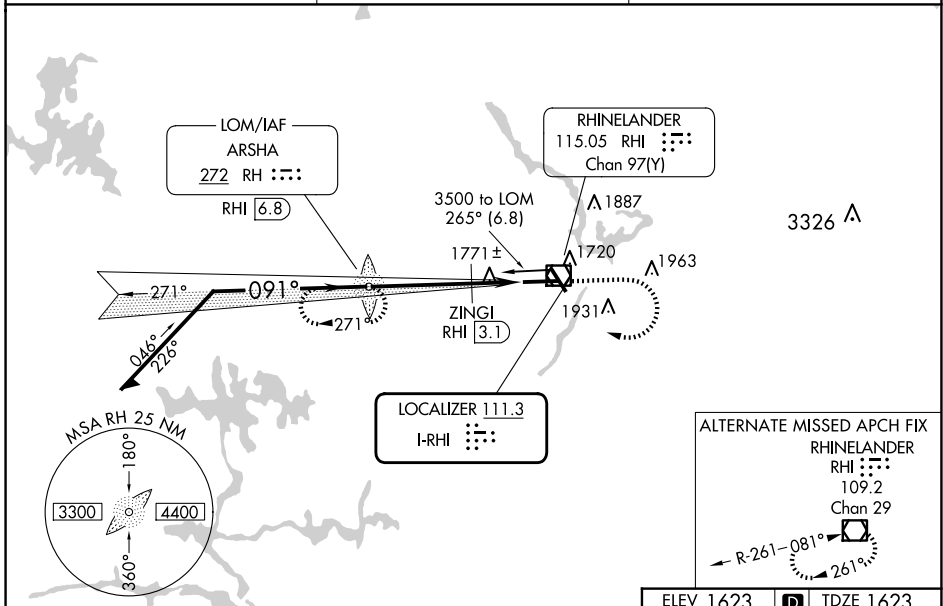 LOM/IAF
ARSHA
272 RH
RHI 6.8
RHINELANDER
115.05 RHI
Chan 97(Y)
3500 to LOM
265° (6.8)
1887
3326
1771±
1720
1963
271°
091°
271°
ZINGI
RHI 3.1
1931
046°
226°
LOCALIZER 111.3
I-RHI
MSA RH 25 NM
180°
3300
4400
360°
ALTERNATE MISSED APCH FIX
RHINELANDER
RHI
109.2
Chan 29
R-261
081°
261°
ELEV 1623 D TDZE 1623